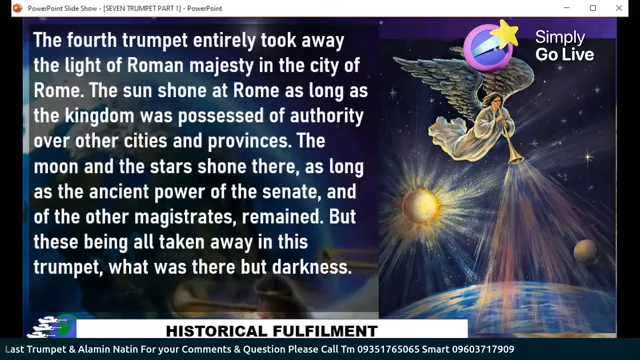 PowerPoint Slide Show - [SEVEN TRUMPET PART 1] - PowerPoint
The fourth trumpet entirely took away
the light of Roman majesty in the city of
Rome. The sun shone at Rome as long as
the kingdom was possessed of authority
over other cities and provinces. The
moon and the stars shone there, as long
as the ancient power of the senate, and
of the other magistrates, remained. But
these being all taken away in this
trumpet, what was there but darkness.
Simply
Go Live
HISTORICAL FULFILMENT
Last Trumpet & Alamin Natin For your Comments & Question Please Call Tm 09351765065 Smart 09603717909